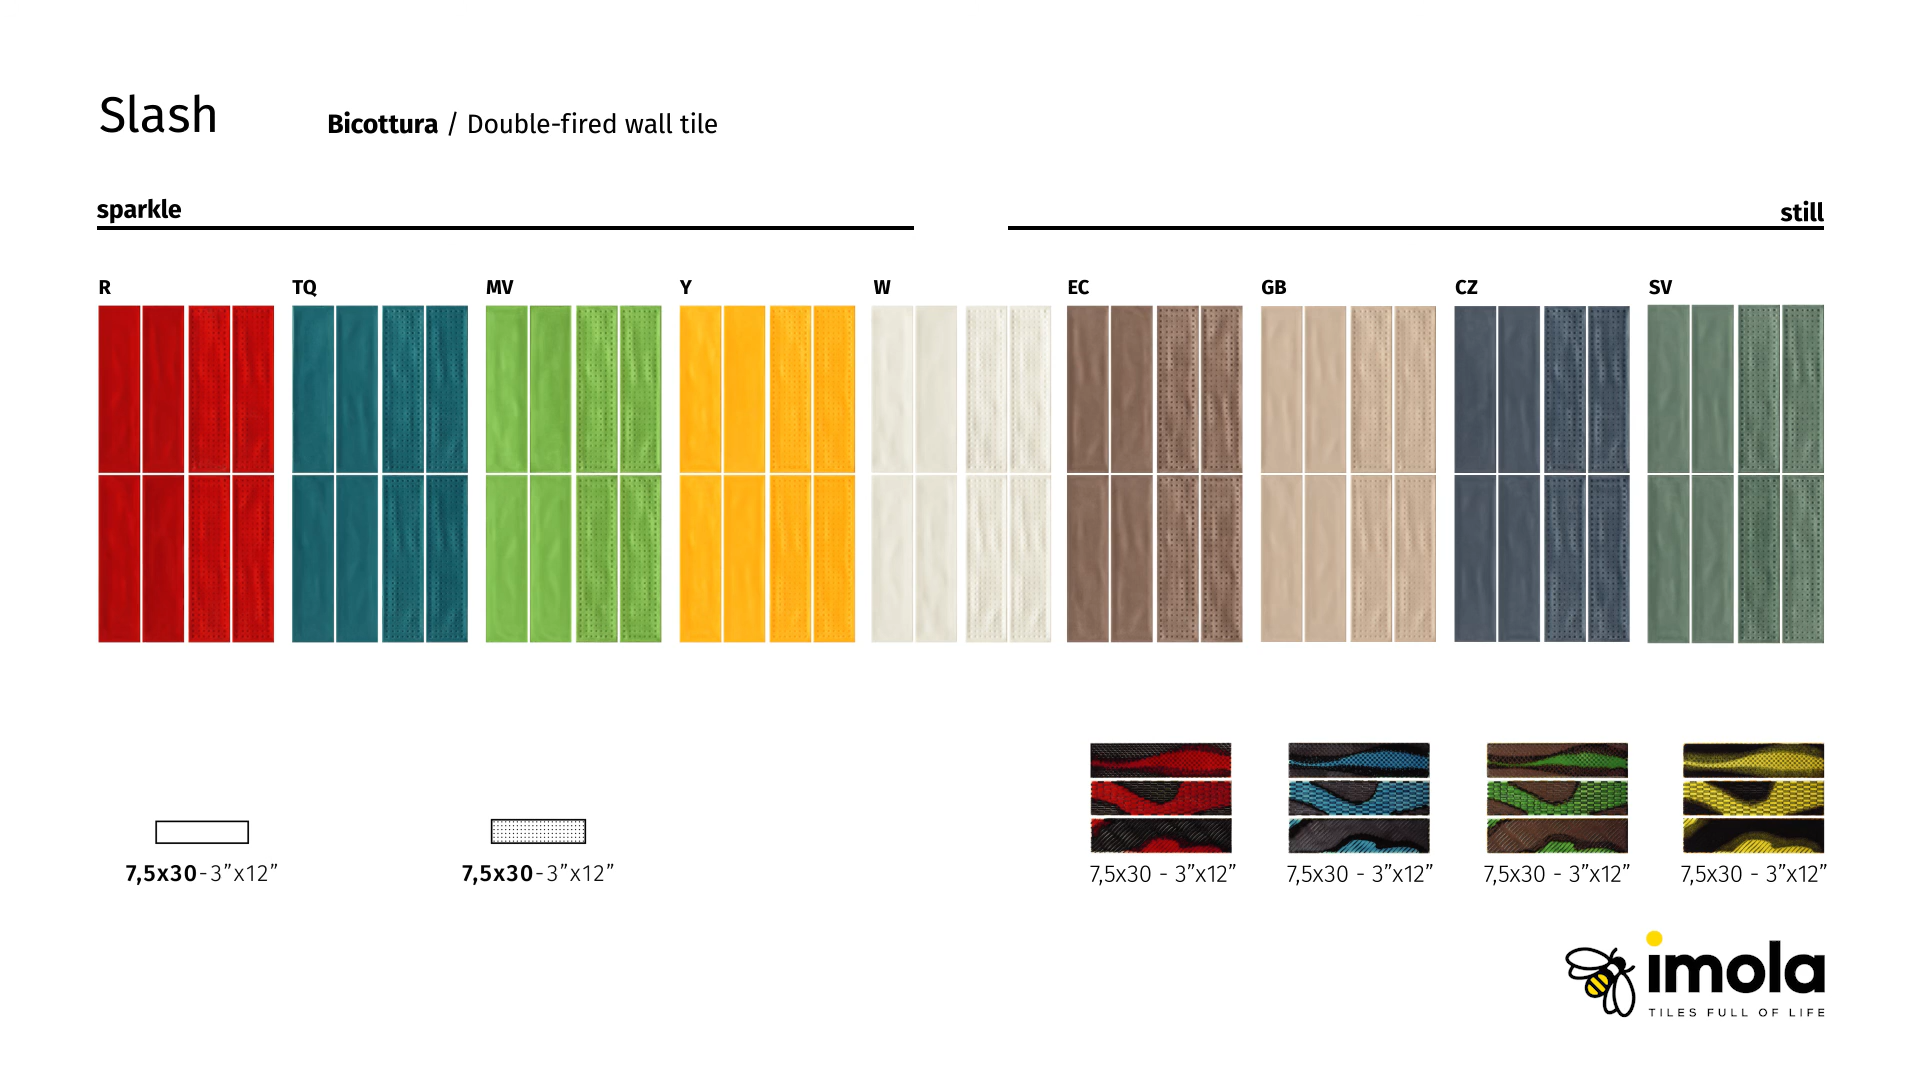 Slash
Bicottura / Double-fired wall tile
sparkle
still
R
TQ
MV
Y
W
EC
GB
CZ
SV
7,5x30-3”x12”
7,5x30-3”x12”
7,5x30 - 3”x12”
7,5x30 - 3”x12”
7,5x30 - 3”x12”
7,5x30 - 3”x12”
imola
TILES FULL OF LIFE